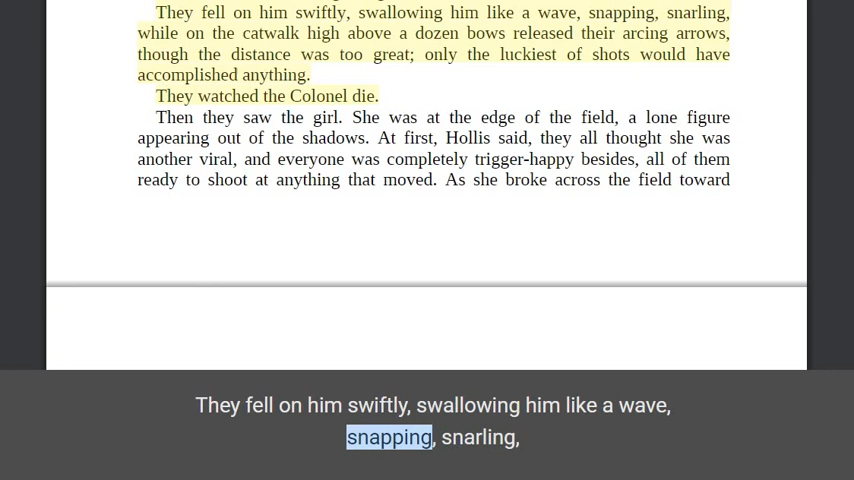 They fell on him swiftly, swallowing him like a wave, snapping, snarling,
while on the catwalk high above a dozen bows released their arcing arrows,
though the distance was too great; only the luckiest of shots would have
accomplished anything.
They watched the Colonel die.
Then they saw the girl. She was at the edge of the field, a lone figure
appearing out of the shadows. At first, Hollis said, they all thought she was
another viral, and everyone was completely trigger-happy besides, all of them
ready to shoot at anything that moved. As she broke across the field toward
They fell on him swiftly, swallowing him like a wave,
snapping, snarling,